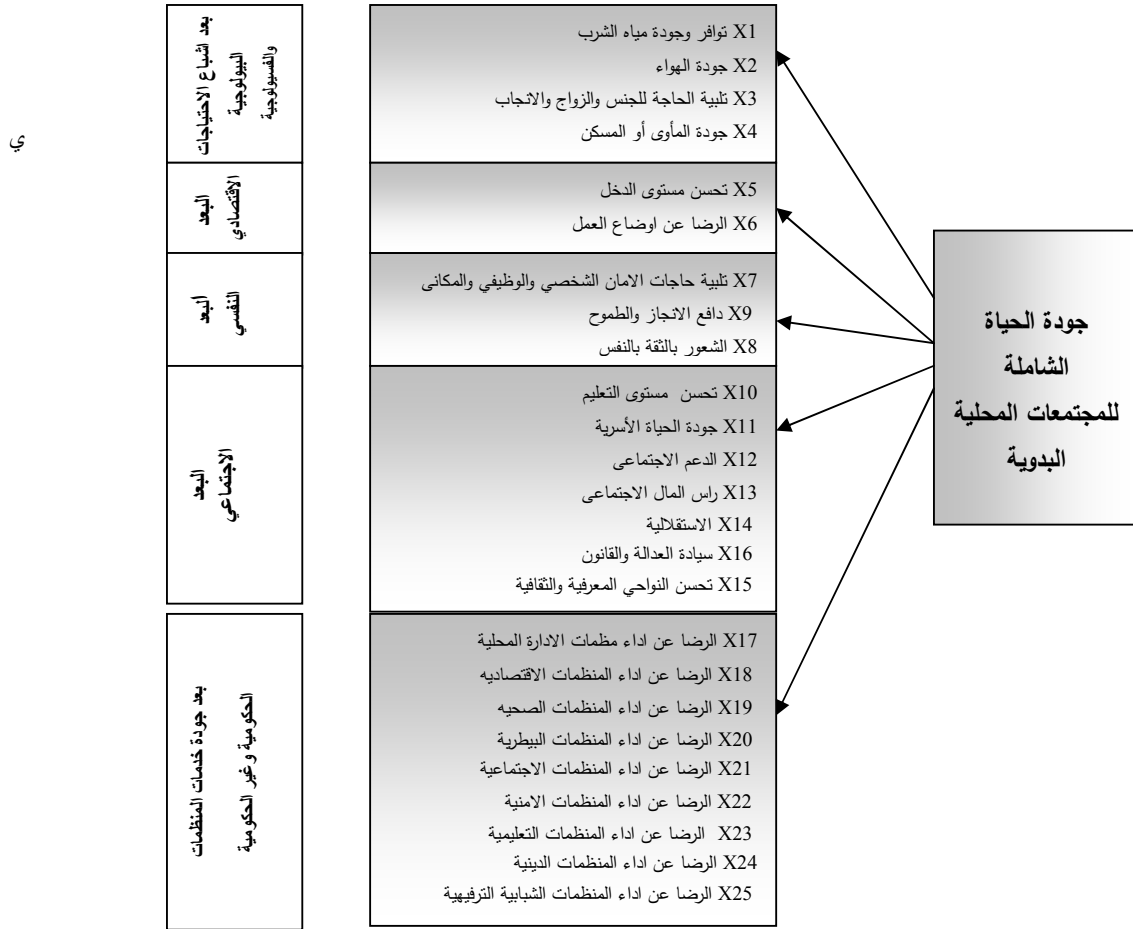 جودة الحياة
الشاملة
للمجتمعات المحلية
البدوية
X1 توافر وجودة مياه الشرب
X2 جودة الهواء
X3 تلبية الحاجة للجنس والزواج والانجاب
X4 جودة المأوى أو المسكن
بعد اشباع الاحتياجات
البيولوجية
والفسيولوجية
X5 تحسن مستوى الدخل
X6 الرضا عن اوضاع العمل
البعد
الاقتصادي
X7 تلبية حاجات الامان الشخصي والوظيفي والمكانى
X9 دافع الانجاز والطموح
X8 الشعور بالثقة بالنفس
البعد
النفسي
X10 تحسن مستوى التعليم
X11 جودة الحياة الأسرية
X12 الدعم الاجتماعى
X13 راس المال الاجتماعى
X14 الاستقلالية
X16 سيادة العدالة والقانون
X15 تحسن النواحي المعرفية والثقافية
البعد
الاجتماعي
X17 الرضا عن اداء مظمات الادارة المحلية
X18 الرضا عن اداء المنظمات الاقتصاديه
X19 الرضا عن اداء المنظمات الصحيه
X20 الرضا عن اداء المنظمات البيطرية
X21 الرضا عن اداء المنظمات الاجتماعية
X22 الرضا عن اداء المنظمات الامنية
X23 الرضا عن اداء المنظمات التعليمية
X24 الرضا عن اداء المنظمات الدينية
X25 الرضا عن اداء المنظمات الشبابية الترفيهية
بعد جودة خدمات المنظمات
الحكومية وغير الحكومية
ي